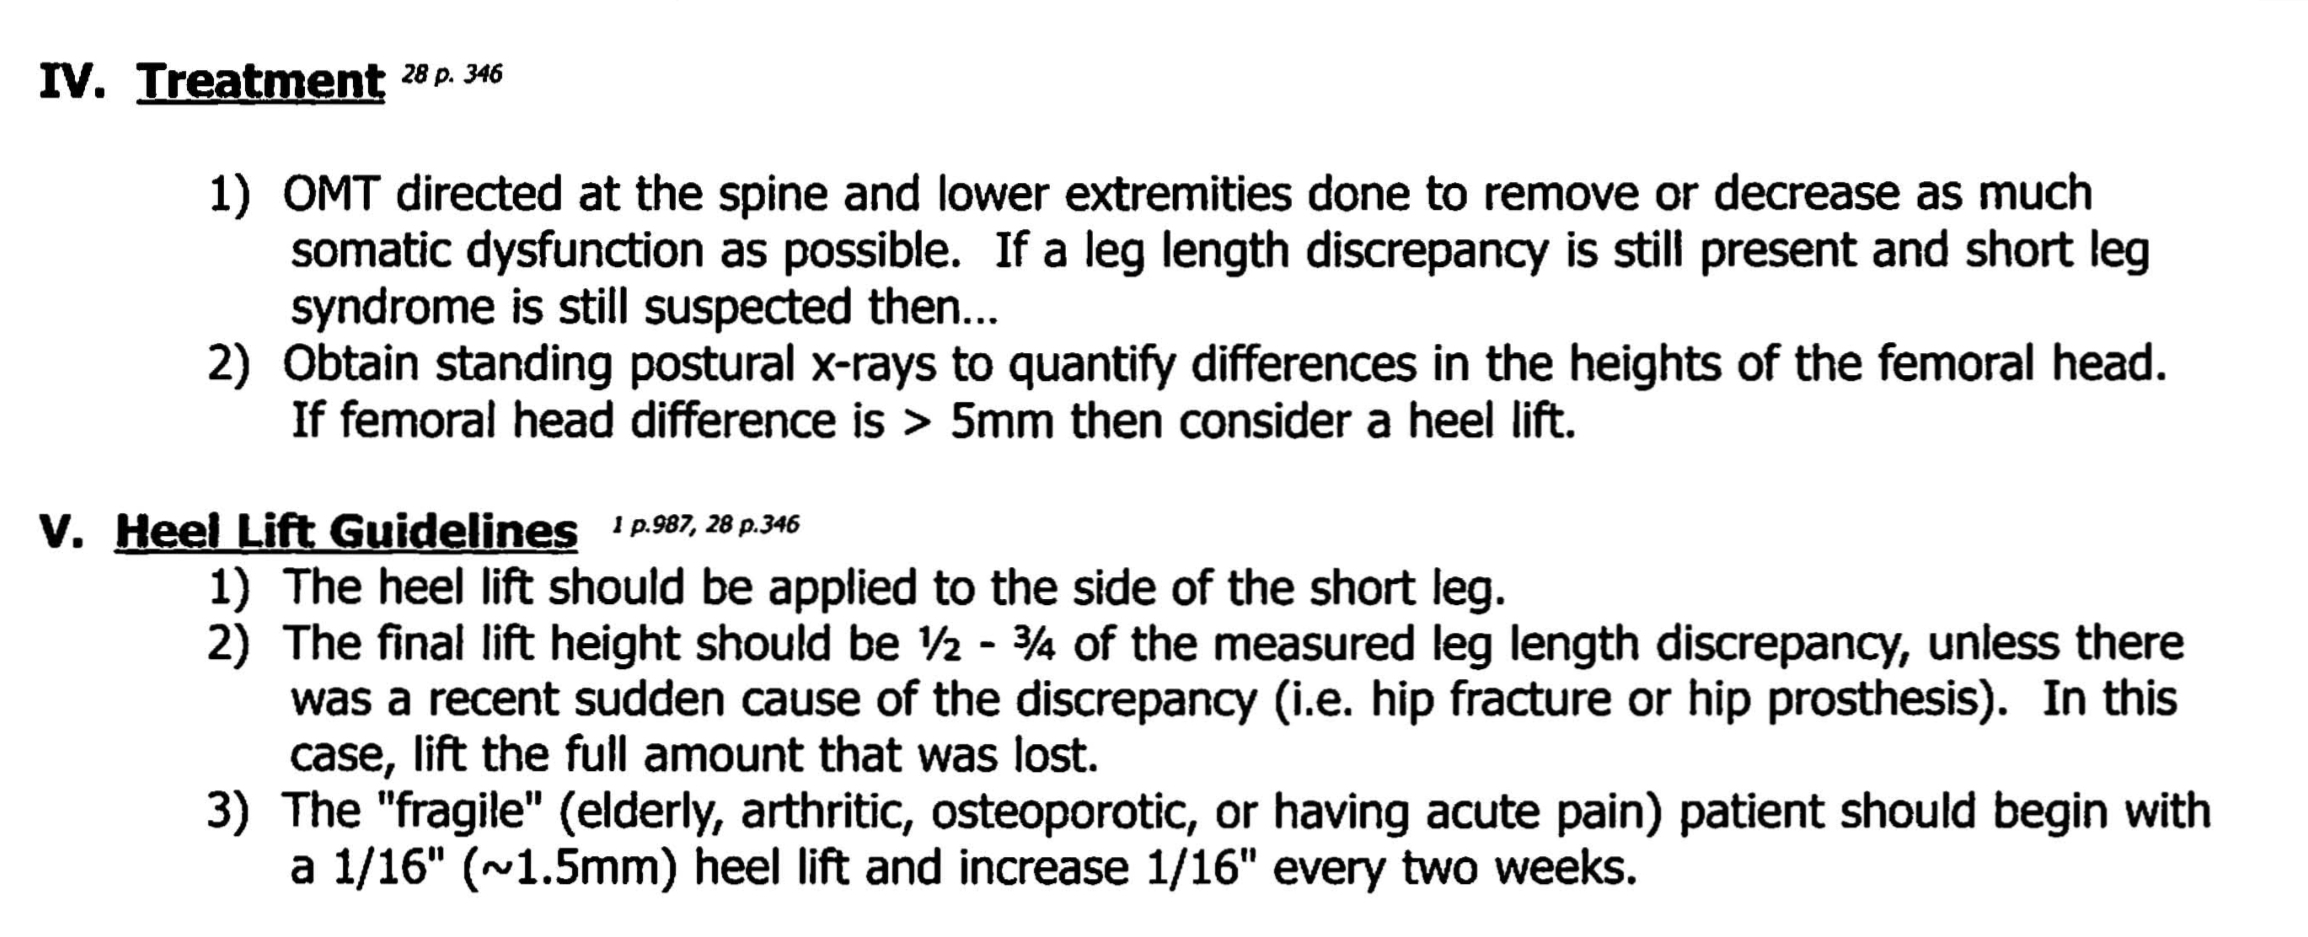 IV. Treatment 28 p. 346
1) OMT directed at the spine and lower extremities done to remove or decrease as much
somatic dysfunction as possible. If a leg length discrepancy is still present and short leg
syndrome is still suspected then...
2) Obtain standing postural x-rays to quantify differences in the heights of the femoral head.
If femoral head difference is > 5mm then consider a heel lift.
V. Heel Lift Guidelines 1 p.987, 28 p.346
1) The heel lift should be applied to the side of the short leg.
2) The final lift height should be ½ - ¾ of the measured leg length discrepancy, unless there
was a recent sudden cause of the discrepancy (i.e. hip fracture or hip prosthesis). In this
case, lift the full amount that was lost.
3) The "fragile" (elderly, arthritic, osteoporotic, or having acute pain) patient should begin with
a 1/16" (~1.5mm) heel lift and increase 1/16" every two weeks.